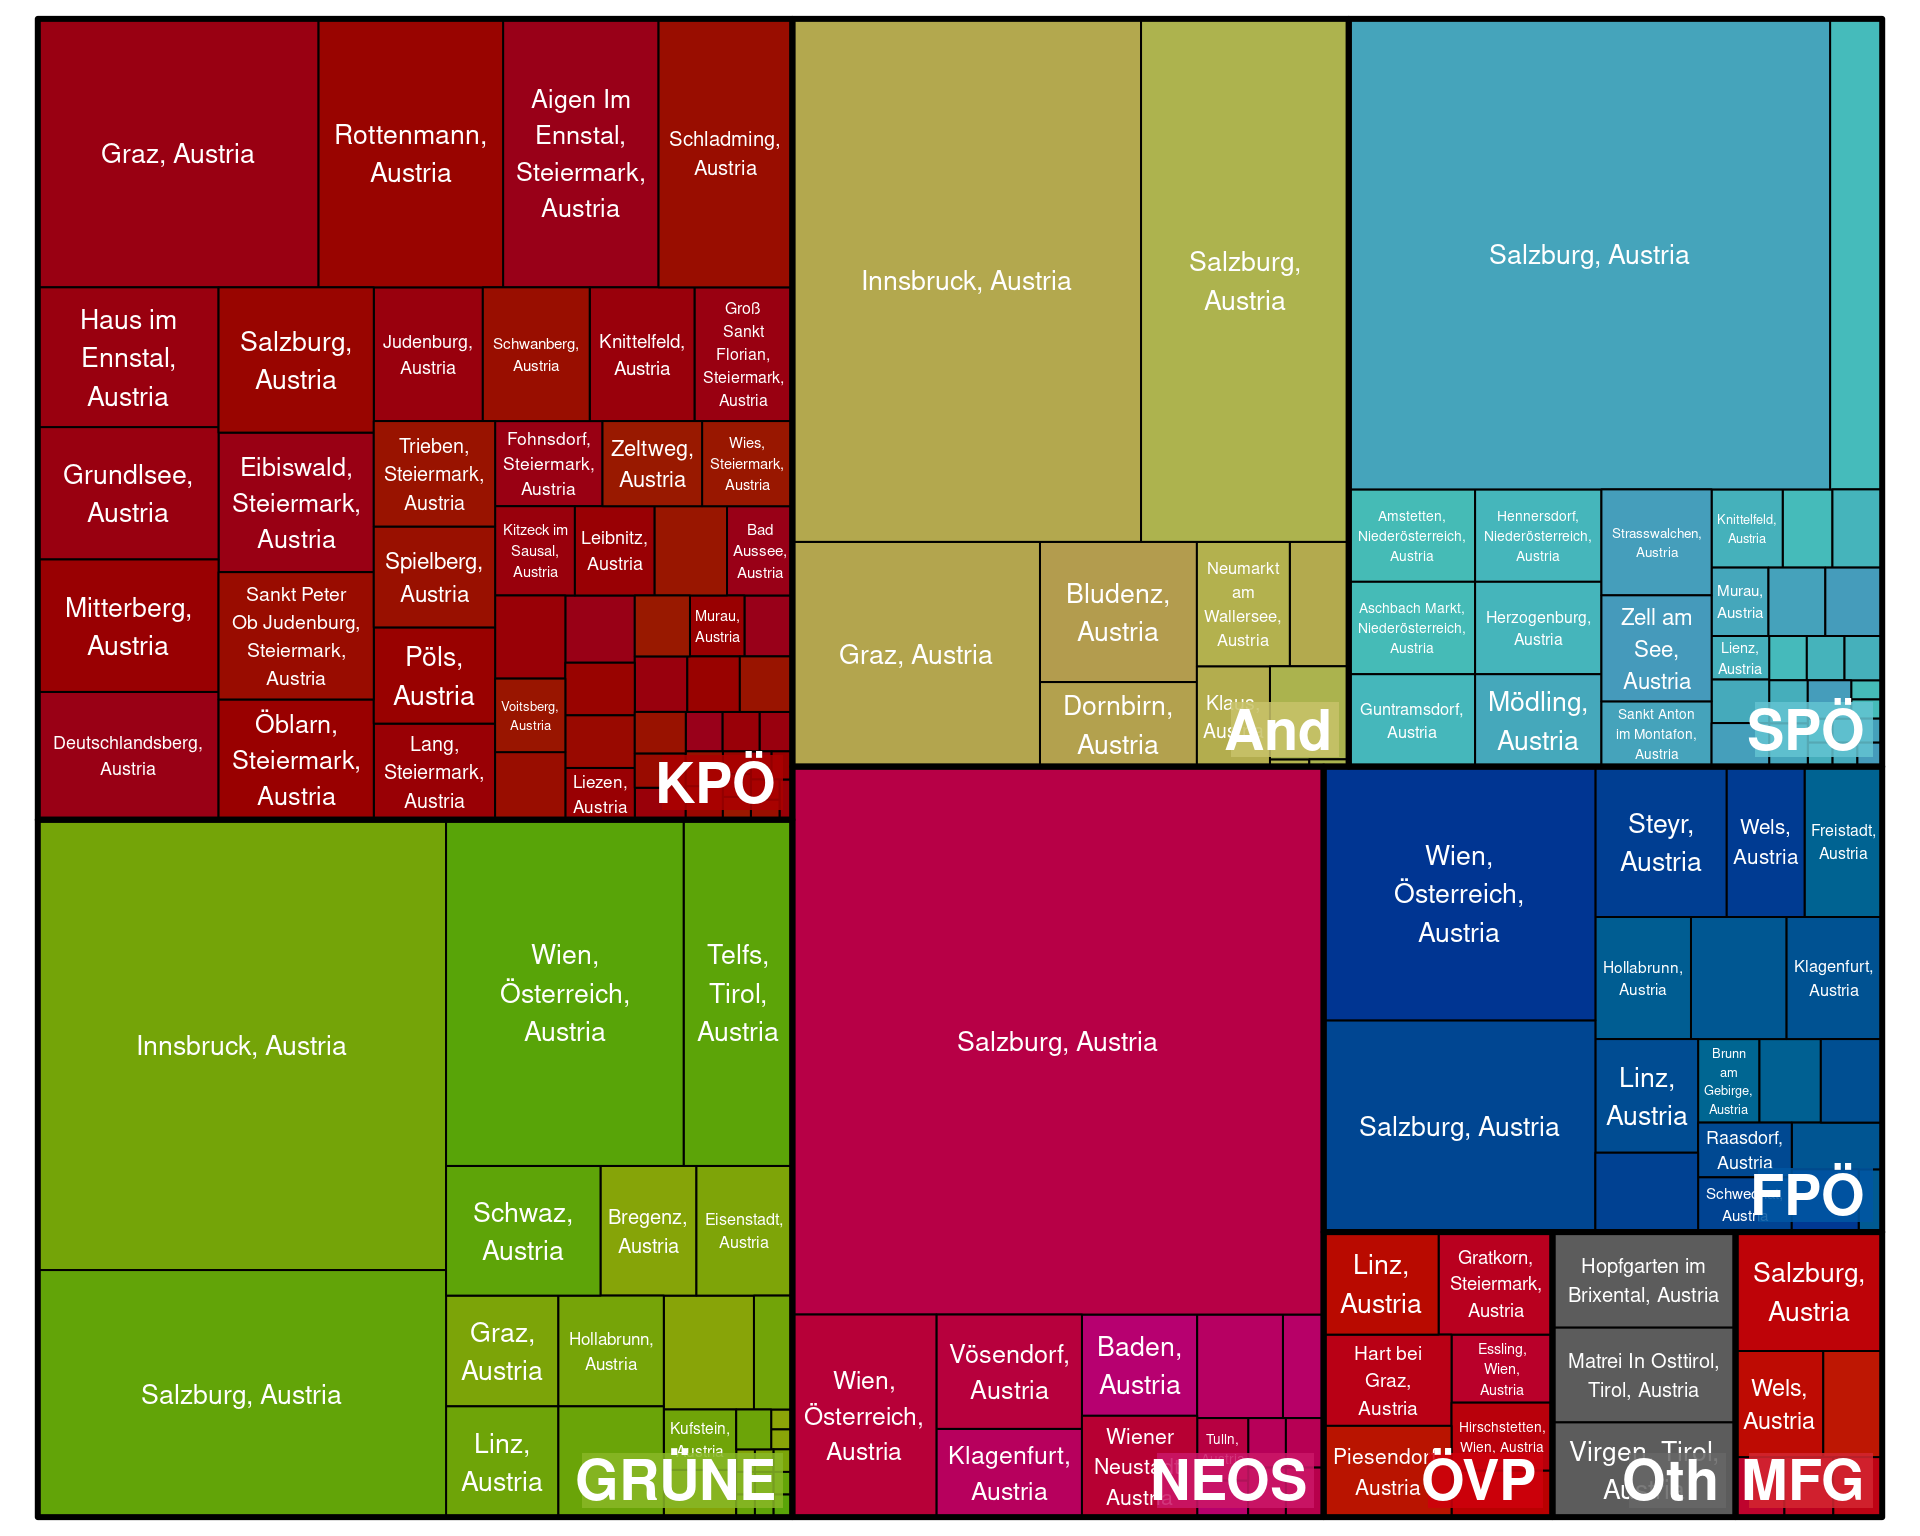 Graz, Austria
Rottenmann,
Austria
Aigen Im
Ennstal,
Steiermark,
Austria
Schladming,
Austria
Haus im
Ennstal,
Austria
Salzburg,
Austria
Judenburg,
Austria
Schwanberg,
Austria
Knittelfeld,
Austria
Groß
Sankt
Florian,
Steiermark,
Austria
Grundlsee,
Austria
Eibiswald,
Steiermark,
Austria
Trieben,
Steiermark,
Austria
Fohnsdorf,
Steiermark,
Austria
Zeltweg,
Austria
Wies,
Steiermark,
Austria
Kitzeck im
Sausal,
Austria
Leibnitz,
Austria
Bad
Aussee,
Austria
Spielberg,
Austria
Mitterberg,
Austria
Sankt Peter
Ob Judenburg,
Steiermark,
Austria
Pöls,
Austria
Murau,
Austria
Voitsberg,
Austria
Deutschlandsberg,
Austria
Öblarn,
Steiermark,
Austria
Lang,
Steiermark,
Austria
Liezen,
Austria
KPÖ
Innsbruck, Austria
Salzburg,
Austria
Graz, Austria
Bludenz,
Austria
Dornbirn,
Austria
Neumarkt
am
Wallersee,
Austria
And
Salzburg, Austria
Amstetten,
Niederösterreich,
Austria
Hennersdorf,
Niederösterreich,
Austria
Strasswalchen,
Austria
Knittelfeld,
Austria
Aschbach Markt,
Niederösterreich,
Austria
Herzogenburg,
Austria
Zell am
See,
Austria
Murau,
Austria
Lienz,
Austria
Guntramsdorf,
Austria
Mödling,
Austria
Sankt Anton
im Montafon,
Austria
SPÖ
Innsbruck, Austria
Wien,
Österreich,
Austria
Telfs,
Tirol,
Austria
Salzburg, Austria
Schwaz,
Austria
Bregenz,
Austria
Eisenstadt,
Austria
Graz,
Austria
Hollabrunn,
Austria
Linz,
Austria
Kufstein,
Austria
GRÜNE
Salzburg, Austria
Wien,
Österreich,
Austria
Vösendorf,
Austria
Klagenfurt,
Austria
Baden,
Austria
Wiener
Neustadt,
Austria
Tulln,
NEOS
Wien,
Österreich,
Austria
Salzburg, Austria
Steyr,
Austria
Wels,
Austria
Freistadt,
Austria
Hollabrunn,
Austria
Klagenfurt,
Austria
Linz,
Austria
Brunn
am
Gebirge,
Austria
Raasdorf,
Austria
Austria
FPÖ
Linz,
Austria
Gratkorn,
Steiermark,
Austria
Hart bei
Graz,
Austria
Essling,
Wien,
Austria
Hirschstetten,
Wien, Austria
Piesendorf,
Austria
ÖVP
Hopfgarten im
Brixental, Austria
Matrei In Osttirol,
Tirol, Austria
Virgen, Tirol,
Austria
Oth
Salzburg,
Austria
Wels,
Austria
MFG